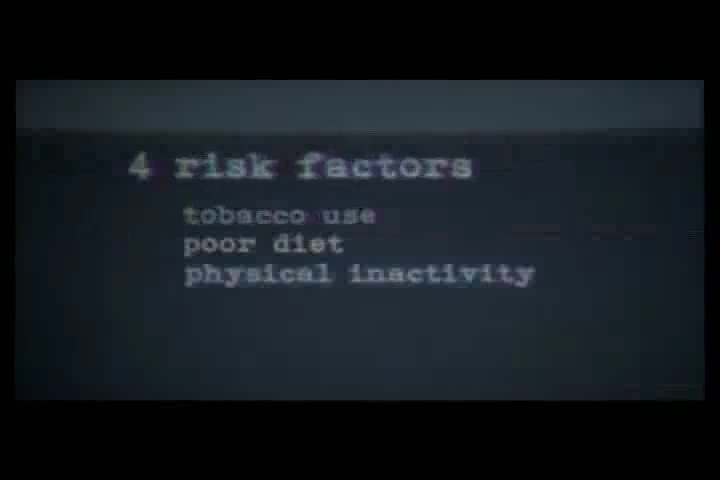 4 risk factors
tobacco use
poor diet
physical inactivity